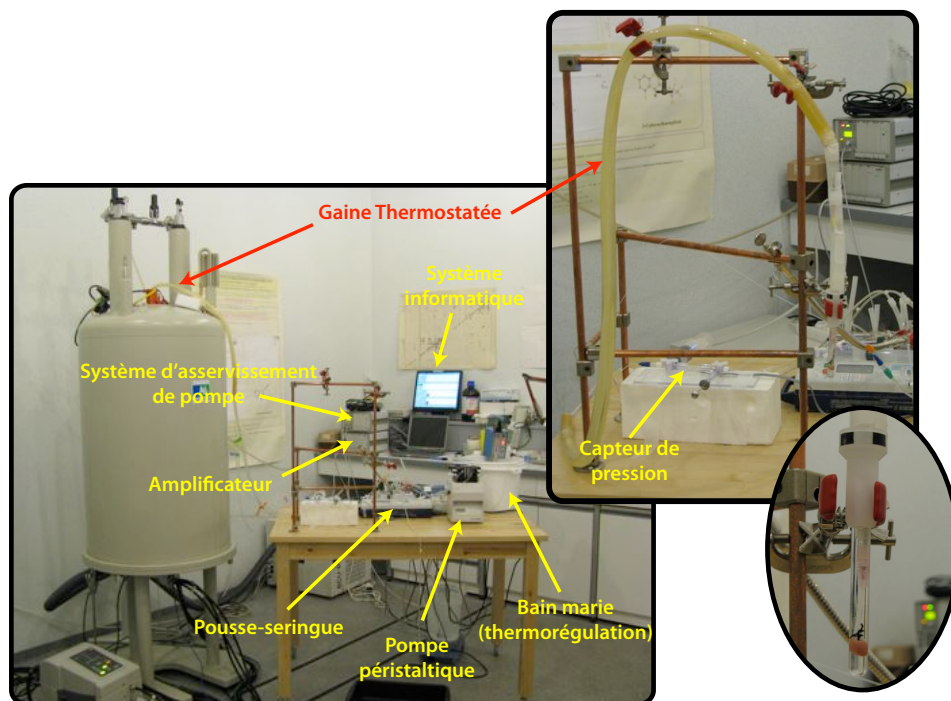 Gaine Thermostatée
Système
informatique
Système d'asservissement
de pompe
Amplificateur
Capteur de
pression
Pousse-seringue
Pompe
péristaltique
Bain marie
(thermorégulation)